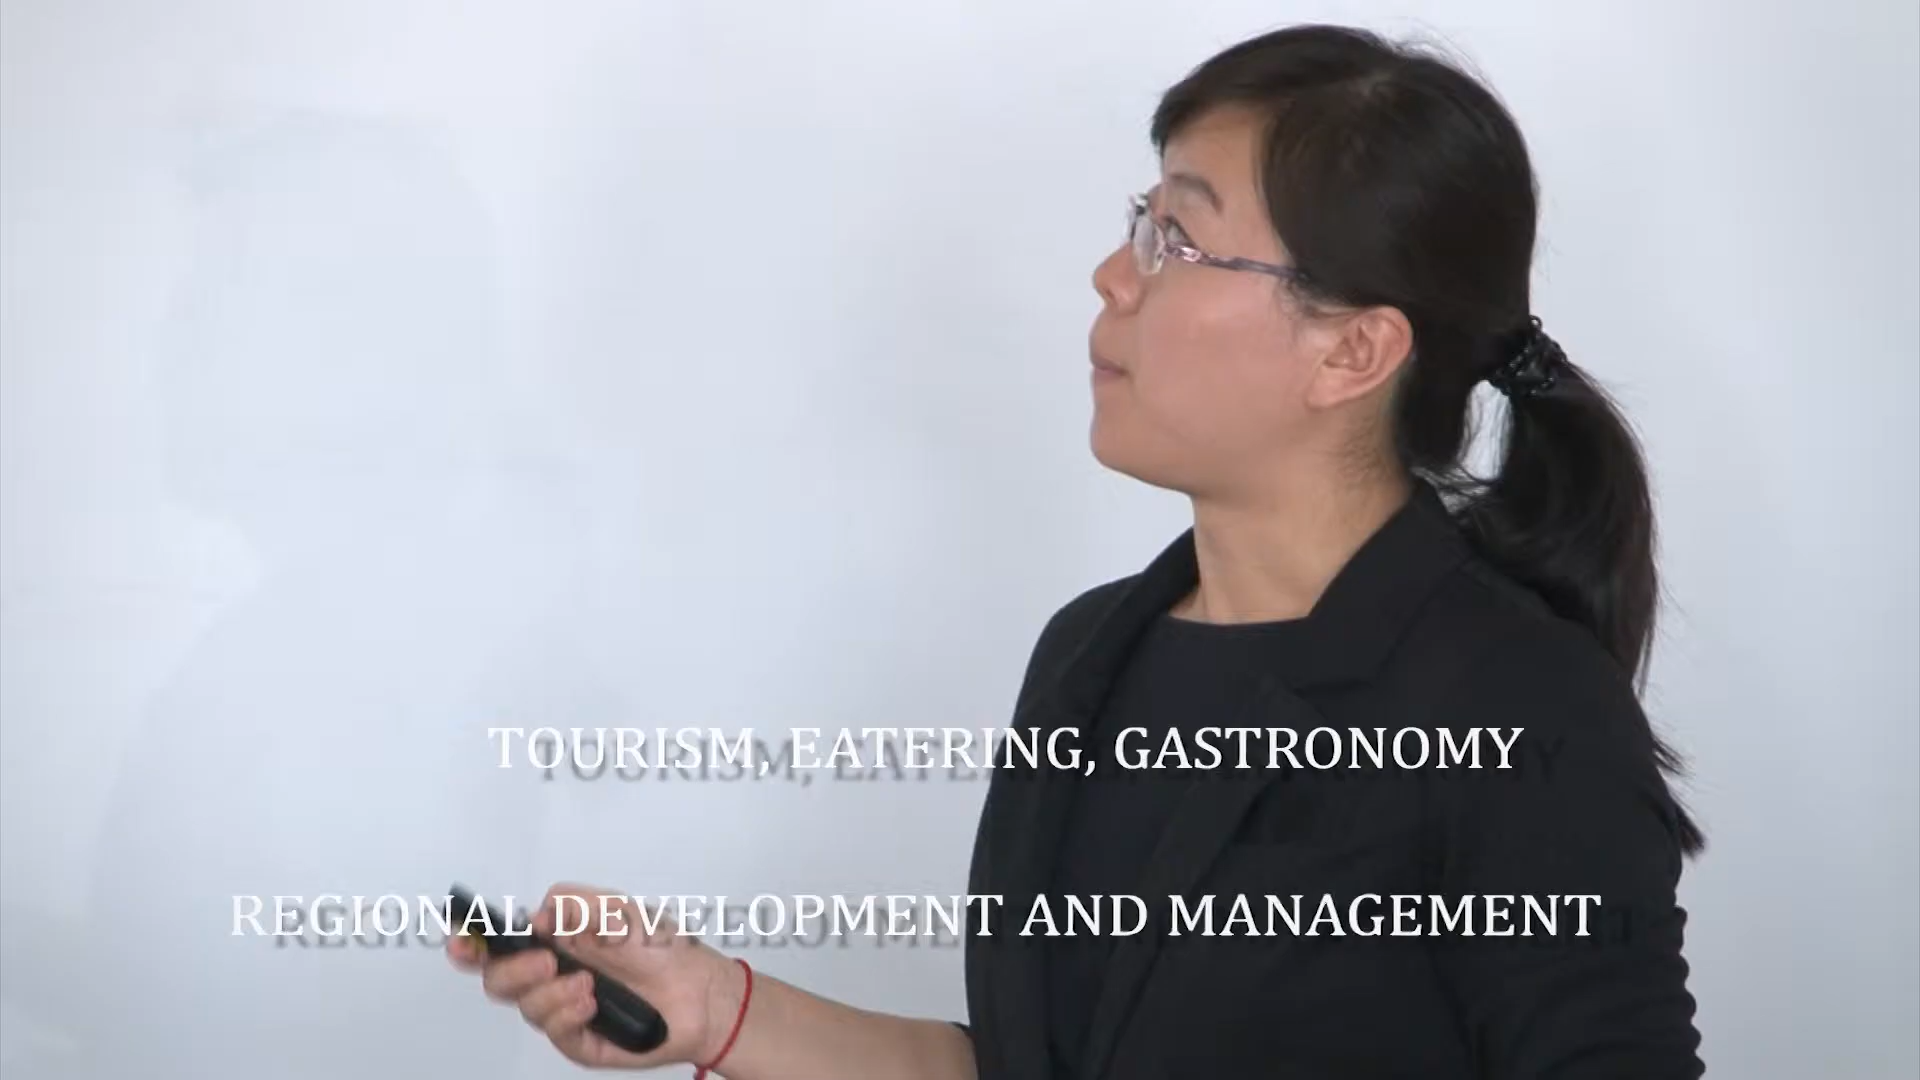 TOURISM, EATERING, GASTRONOMY
REGIONAL DEVELOPMENT AND MANAGEMENT